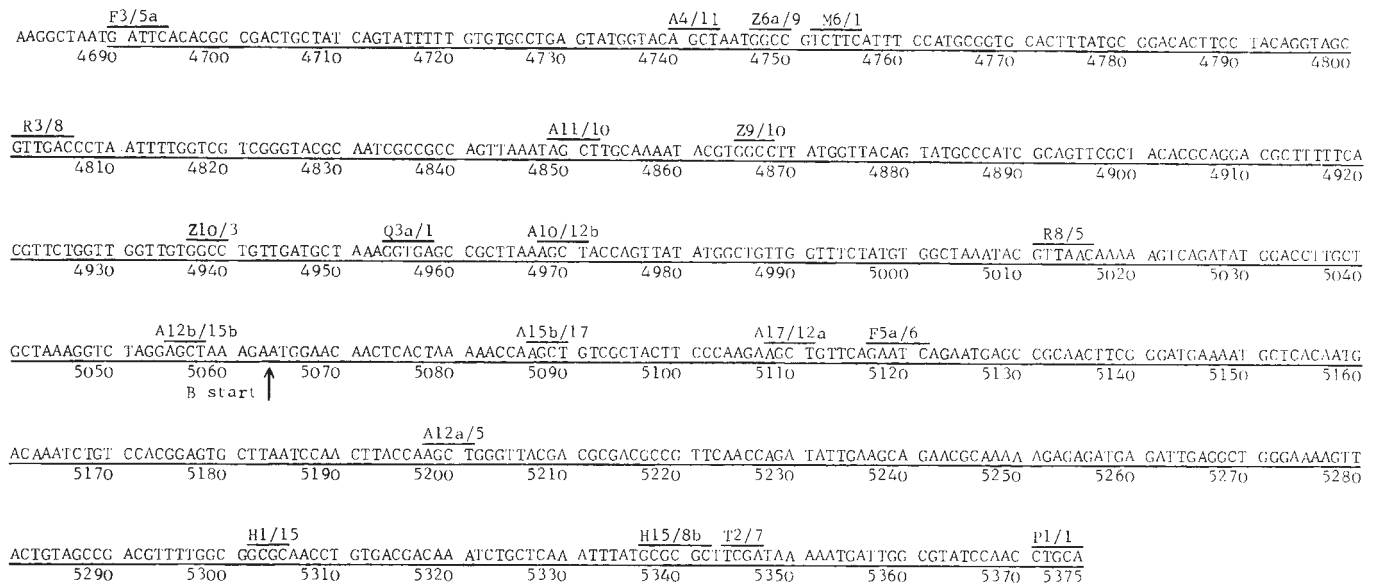 F3/5a A4/11 Z6a/9 M6/1
AAGGCTAATG ATTCACACGC CGACTGCTAT CAGTATTTTT GTGTGCCTGA GTATGGTACA GCTAATGGCC GTCTTCATTT CCATGCGGTG CACTTTATGC GGACACTTCC TACAGGTAGC
4690 4700 4710 4720 4730 4740 4750 4760 4770 4780 4790 4800
R3/8 A11/10 Z9/10
GTTGACCCTA ATTTTGGTCG TCGGGTACGC AATCGCCGCC AGTTAAATAG CTTGCAAAAT ACGTGGCCTT ATGGTTACAG TATGCCCATC GCAGTTCGCT ACACGCAGGA CGCTTTTTCA
4810 4820 4830 4840 4850 4860 4870 4880 4890 4900 4910 4920
Z10/3 Q3a/1 A10/12b R8/5
CGTTCTGGTT GGTTGTGGCC TGTTGATGCT AAAGGTGAGC CGCTTAAAGC TACCAGTTAT ATGGCTGTTG GTTTCTATGT GGCTAAATAC GTTAACAAAA AGTCAGATAT GGACCTTGCT
4930 4940 4950 4960 4970 4980 4990 5000 5010 5020 5030 5040
A12b/15b A15b/17 A17/12a F5a/6
GCTAAAGGTC TAGGAGCTAA AGAATGGAAC AACTCACTAA AAACCAAGCT GTCGCTACTT CCCAAGAAGC TGTTCAGAAT CAGAATGAGC CGCAACTTCG GGATGAAAAT GCTCACAATG
5050 5060 5070 5080 5090 5100 5110 5120 5130 5140 5150 5160
B start
A12a/5
ACAAATCTGT CCACGGAGTG CTTAATCCAA CTTACCAAGC TGGGTTACGA CGCGACGCCG TTCAACCAGA TATTGAAGCA GAACGCAAAA AGAGAGATGA GATTGAGGCT GGGAAAAGTT
5170 5180 5190 5200 5210 5220 5230 5240 5250 5260 5270 5280
H1/15 H15/8b T2/7 P1/1
ACTGTAGCCG ACGTTTTGGC GGCGCAACCT GTGACGACAA ATCTGCTCAA ATTTATGCGC GCTTCGATAA AAATGATTGG CGTATCCAAC CTGCA
5290 5300 5310 5320 5330 5340 5350 5360 5370 5375